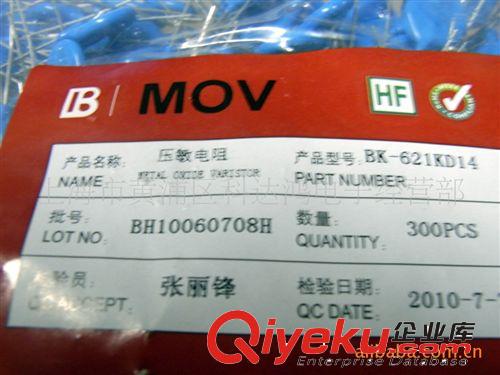 B MOV HF
产品名称: 压敏电阻 产品型号: BK-621KD14
NAME METAL OXIDE VARISTOR PART NUMBER
上海市黄浦区科达鸿电子经营部
批号: BH10060708H 数量: 300PCS
LOT NO: QUANTITY:
验员: 张丽锋 检验日期: 2010-7-
QC ACCEPT: QC DATE:
Qiyeku.com 企业库
Enterprise Database
alibaba.com.cn